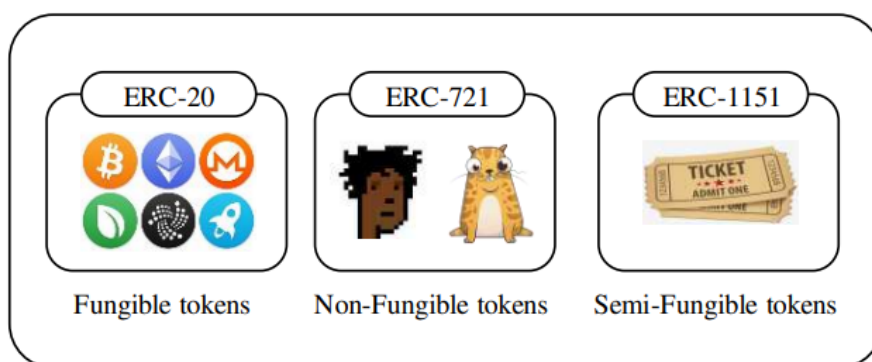 ERC-20
ERC-721
ERC-1151
TICKET
ADMIT ONE
Fungible tokens
Non-Fungible tokens
Semi-Fungible tokens